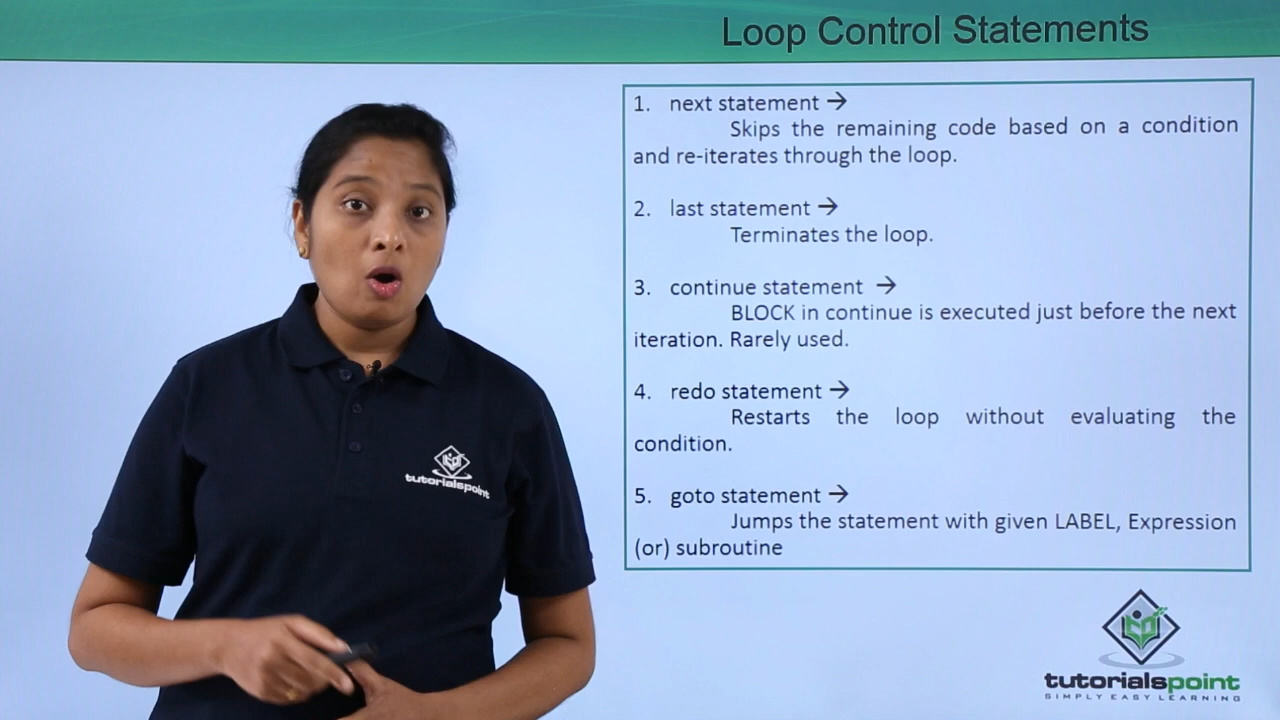 Loop Control Statements
1. next statement →
Skips the remaining code based on a condition
and re-iterates through the loop.
2. last statement →
Terminates the loop.
3. continue statement →
BLOCK in continue is executed just before the next
iteration. Rarely used.
4. redo statement →
Restarts the loop without evaluating the
condition.
5. goto statement →
Jumps the statement with given LABEL, Expression
(or) subroutine
tutorialspoint
tutorialspoint
SIMPLY EASY LEARNING